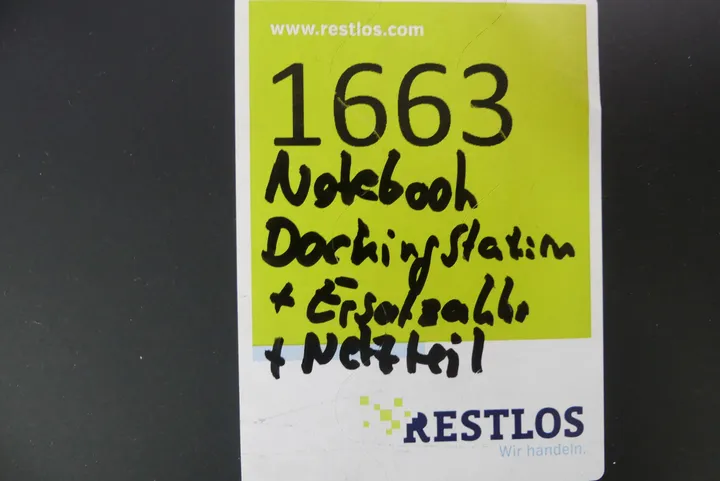 www.restlos.com
1663
Notebook
Dockingstation
+ Ersatzakku
+ Netzteil
RESTLOS
Wir handeln.